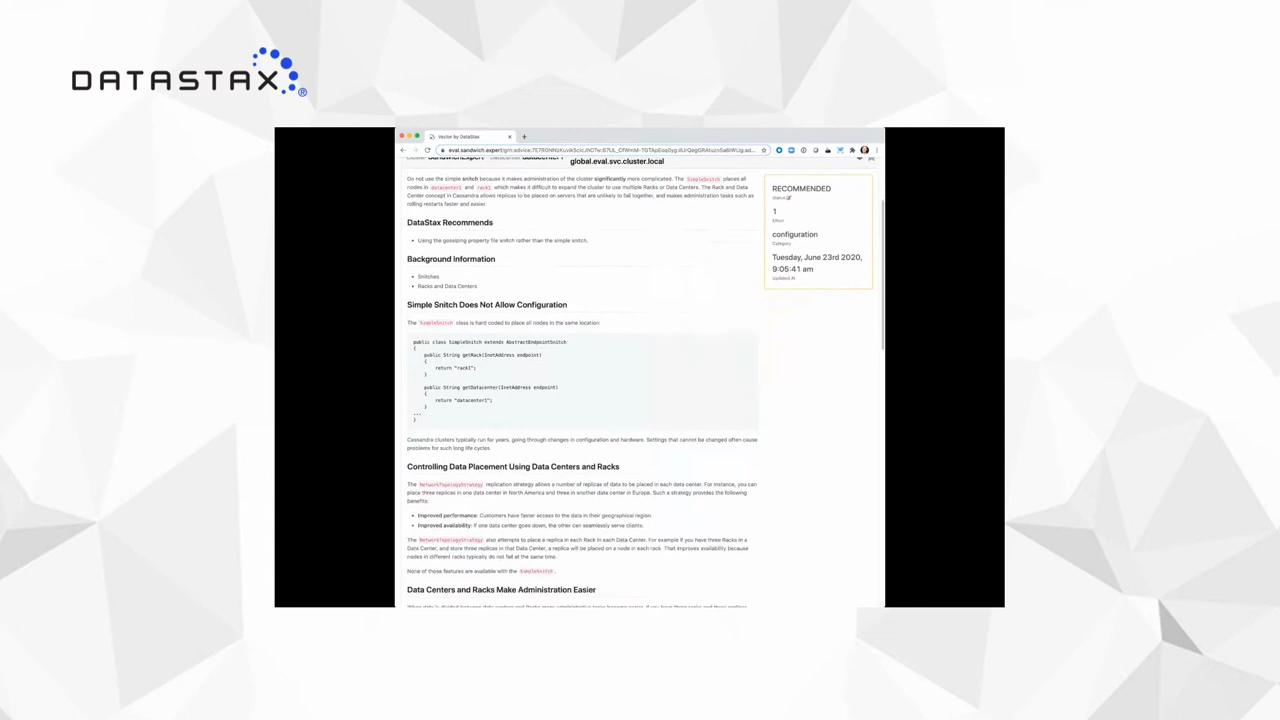 DATASTAX®
Vector by DataStax
global.eval.svc.cluster.local
Do not use the simple snitch because it makes administration of the cluster significantly more complicated. The SimpleSnitch places all
nodes in datacenter1 and rack1, which makes it difficult to expand the cluster to use multiple Racks or Data Centers. The Rack and Data
Center concept in Cassandra allows replicas to be placed on servers that are unlikely to fail together, and makes administration tasks such as
rolling restarts faster and easier.
DataStax Recommends
• Using the gossiping property file snitch rather than the simple snitch.
Background Information
• Snitches
• Racks and Data Centers
Simple Snitch Does Not Allow Configuration
The SimpleSnitch class is hard coded to place all nodes in the same location:
public class SimpleSnitch extends AbstractEndpointSnitch
{
public String getRack(InetAddress endpoint)
{
return "rack1";
}
public String getDatacenter(InetAddress endpoint)
{
return "datacenter1";
}
...
}
Cassandra clusters typically run for years, going through changes in configuration and hardware. Settings that cannot be changed often cause
problems for such long life cycles.
Controlling Data Placement Using Data Centers and Racks
The NetworkTopologyStrategy replication strategy allows a number of replicas of data to be placed in each data center. For instance, you can
place three replicas in one data center in North America and three in another data center in Europe. Such a strategy provides the following
benefits:
• Improved performance: Customers have faster access to the data in their geographical region.
• Improved availability: If one data center goes down, the other can seamlessly serve clients.
The NetworkTopologyStrategy also attempts to place a replica in each Rack in each Data Center. For example if you have three Racks in a
Data Center, and store three replicas in that Data Center, a replica will be placed on a node in each rack. That improves availability because
nodes in different racks typically do not fail at the same time.
None of those features are available with the SimpleSnitch.
Data Centers and Racks Make Administration Easier
RECOMMENDED
Status
1
Effort
configuration
Category
Tuesday, June 23rd 2020,
9:05:41 am
Updated At